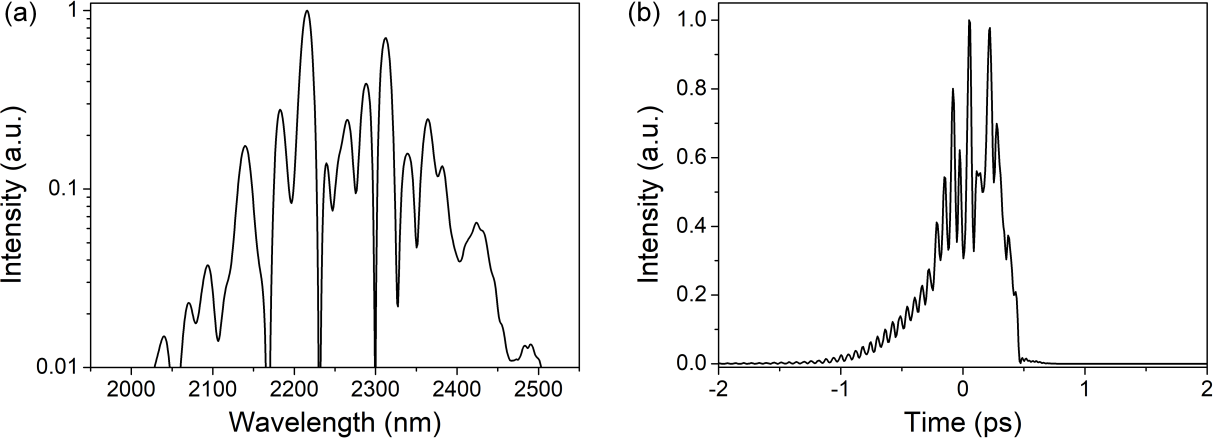 (a)
Intensity (a.u.)
1
0.1
0.01
2000 2100 2200 2300 2400 2500
Wavelength (nm)
(b)
Intensity (a.u.)
1.0
0.8
0.6
0.4
0.2
0.0
-2 -1 0 1 2
Time (ps)